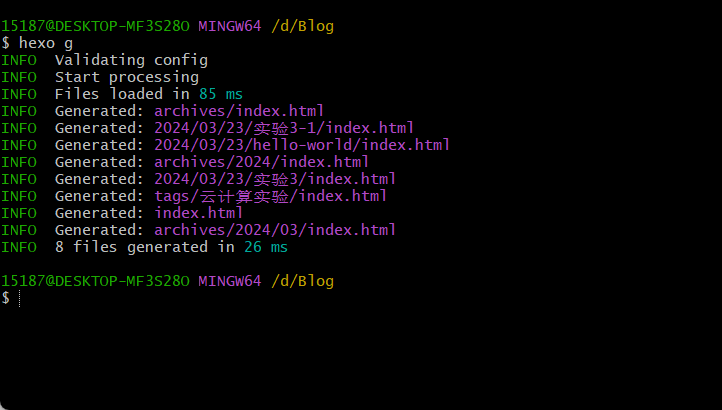 15187@DESKTOP-MF3S28O MINGW64 /d/Blog
$ hexo g
INFO  Validating config
INFO  Start processing
INFO  Files loaded in 85 ms
INFO  Generated: archives/index.html
INFO  Generated: 2024/03/23/实验3-1/index.html
INFO  Generated: 2024/03/23/hello-world/index.html
INFO  Generated: archives/2024/index.html
INFO  Generated: 2024/03/23/实验3/index.html
INFO  Generated: tags/云计算实验/index.html
INFO  Generated: index.html
INFO  Generated: archives/2024/03/index.html
INFO  8 files generated in 26 ms
15187@DESKTOP-MF3S28O MINGW64 /d/Blog
$